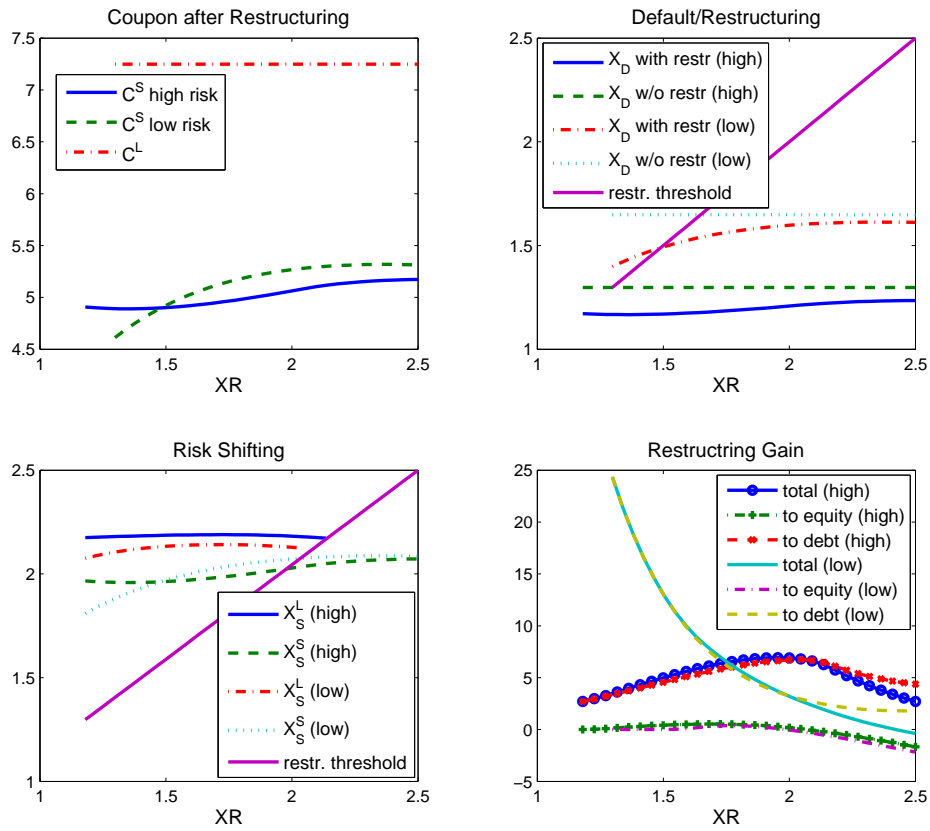 Coupon after Restructuring
7.5
7
6.5
6
5.5
5
4.5
1
1.5
2
2.5
XR
C^S high risk
C^S low risk
C^L
Default/Restructuring
2.5
2
1.5
1
1
1.5
2
2.5
XR
X_D with restr (high)
X_D w/o restr (high)
X_D with restr (low)
X_D w/o restr (low)
restr. threshold
Risk Shifting
2.5
2
1.5
1
1
1.5
2
2.5
XR
X_S^L (high)
X_S^S (high)
X_S^L (low)
X_S^S (low)
restr. threshold
Restructring Gain
25
20
15
10
5
0
−5
1
1.5
2
2.5
XR
total (high)
to equity (high)
to debt (high)
total (low)
to equity (low)
to debt (low)